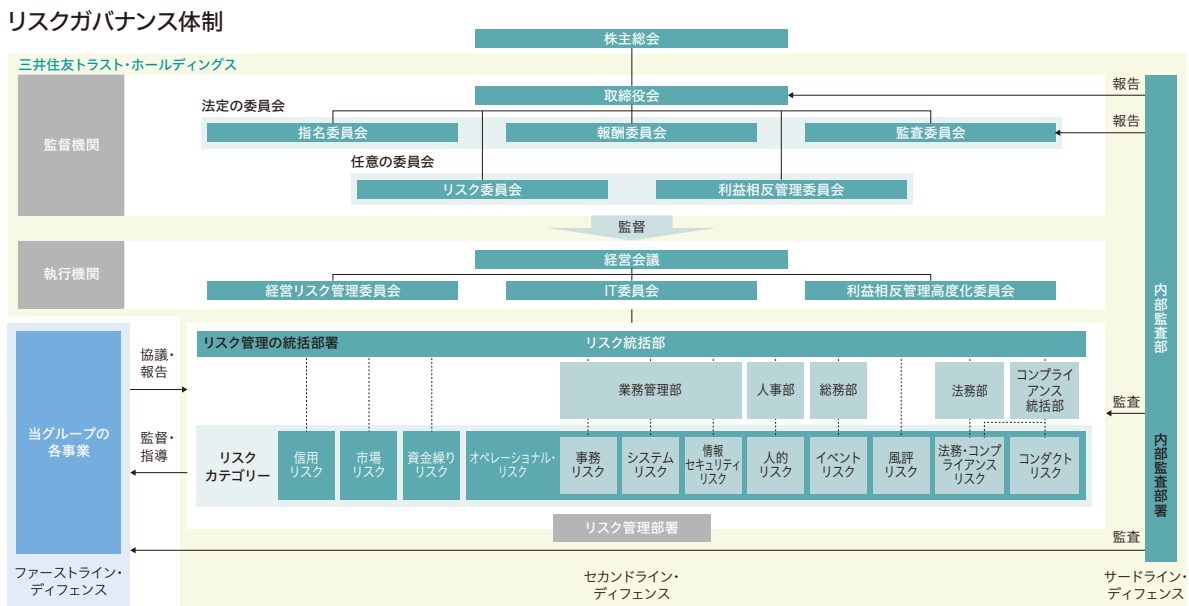 リスクガバナンス体制
株主総会
三井住友トラスト・ホールディングス
監督機関
取締役会
報告
法定の委員会
指名委員会
報酬委員会
監査委員会
報告
任意の委員会
リスク委員会
利益相反管理委員会
監督
執行機関
経営会議
経営リスク管理委員会
IT委員会
利益相反管理高度化委員会
内部監査部
内部監査部署
当グループの
各事業
協議・
報告
監督・
指導
リスク管理の統括部署
リスク統括部
業務管理部
人事部
総務部
法務部
コンプライ
アンス
統括部
監査
リスク
カテゴリー
信用
リスク
市場
リスク
資金繰り
リスク
オペレーショナル・
リスク
事務
リスク
システム
リスク
情報
セキュリティ
リスク
人的
リスク
イベント
リスク
風評
リスク
法務・コンプ
ライアンス
リスク
コンダクト
リスク
リスク管理部署
監査
ファーストライン・
ディフェンス
セカンドライン・
ディフェンス
サードライン・
ディフェンス